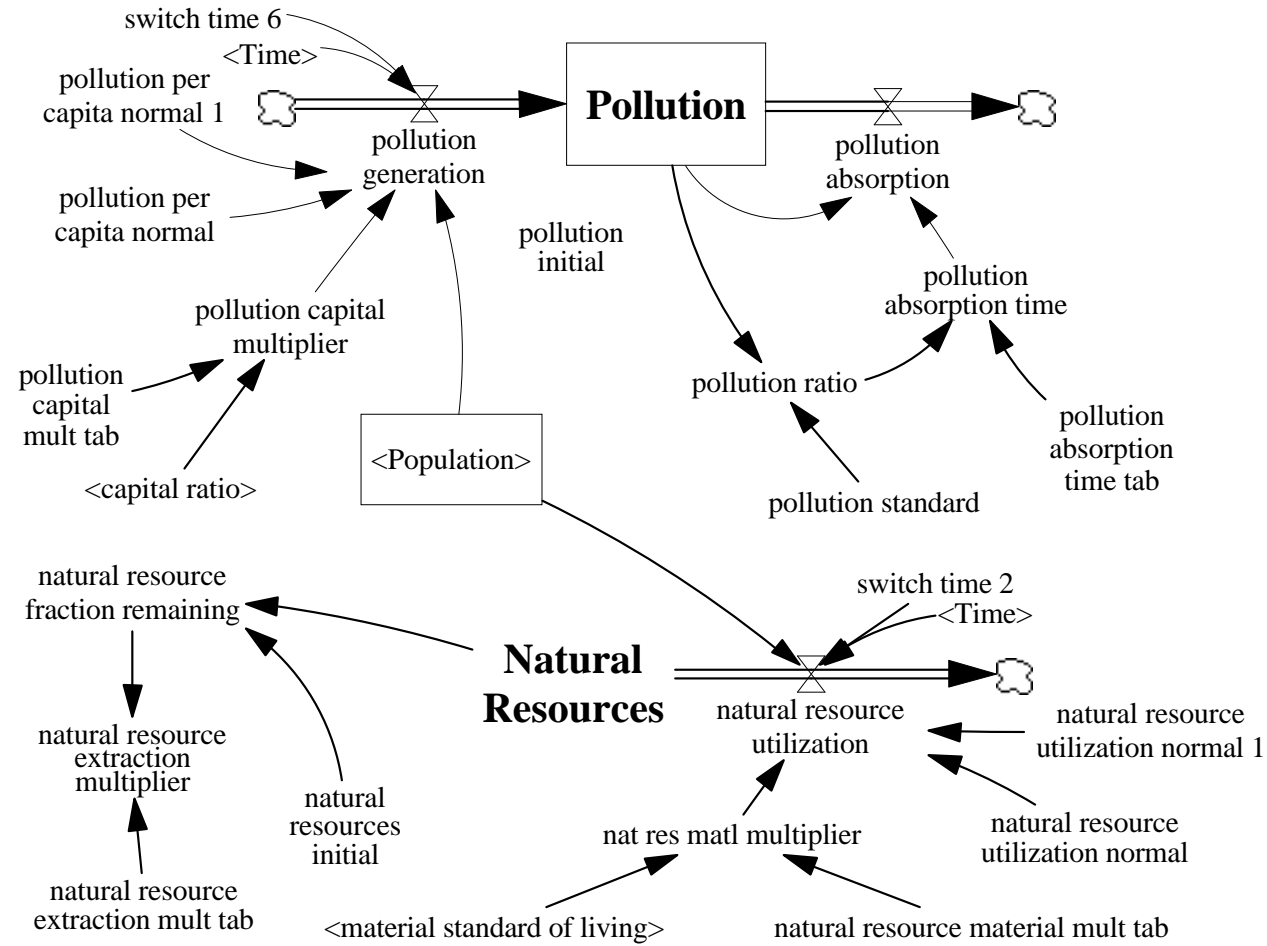 switch time 6
<Time>
pollution per
capita normal 1
pollution per
capita normal
pollution
generation
Pollution
pollution
absorption
pollution
initial
pollution
absorption time
pollution capital
multiplier
pollution
capital
mult tab
<capital ratio>
<Population>
pollution ratio
pollution
absorption
time tab
pollution standard
natural resource
fraction remaining
switch time 2
<Time>
Natural
Resources
natural resource
utilization
natural resource
utilization normal 1
natural resource
extraction
multiplier
natural
resources
initial
nat res matl multiplier
natural resource
utilization normal
natural resource
extraction mult tab
<material standard of living>
natural resource material mult tab